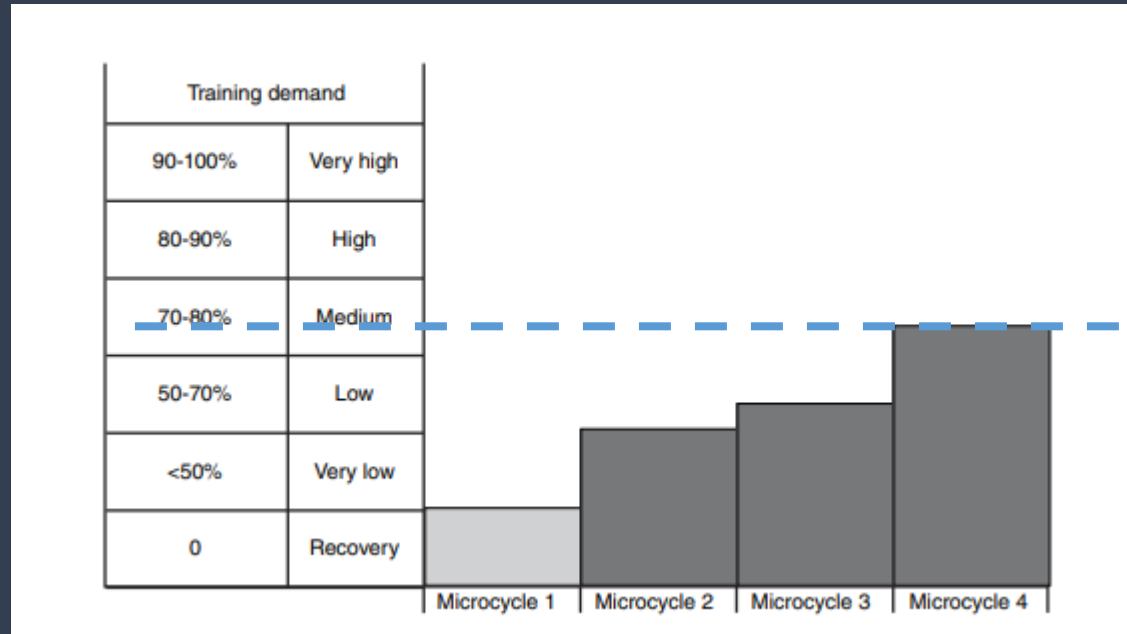 Training demand
90-100% Very high
80-90% High
70-80% Medium
50-70% Low
<50% Very low
0 Recovery
Microcycle 1 Microcycle 2 Microcycle 3 Microcycle 4